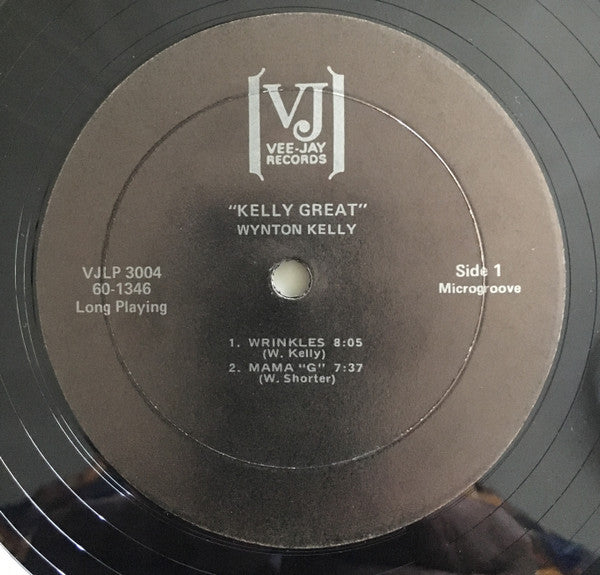 VJ
VEE-JAY
RECORDS
"KELLY GREAT"
WYNTON KELLY
VJLP 3004
60-1346
Long Playing
Side 1
Microgroove
1. WRINKLES 8:05
(W. Kelly)
2. MAMA "G" 7:37
(W. Shorter)